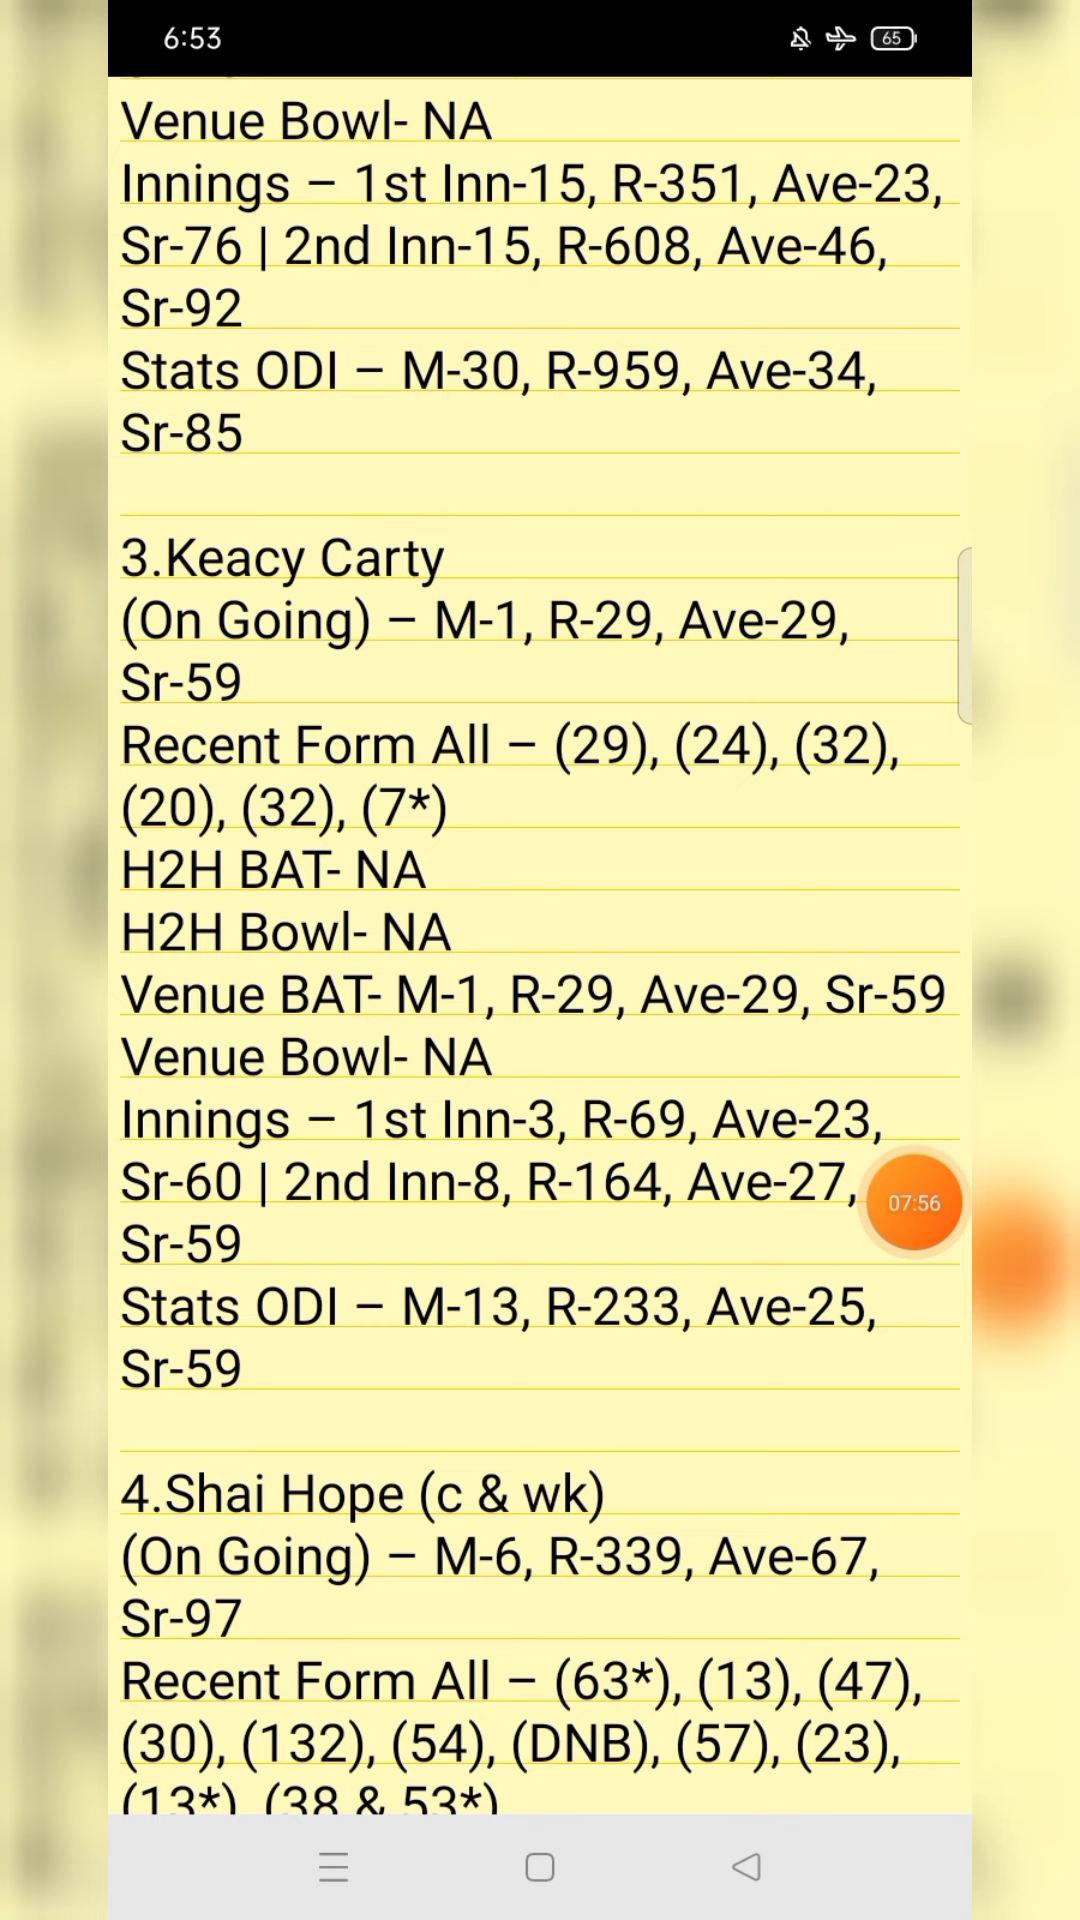 6:53
65
Venue Bowl- NA
Innings – 1st Inn-15, R-351, Ave-23,
Sr-76 | 2nd Inn-15, R-608, Ave-46,
Sr-92
Stats ODI – M-30, R-959, Ave-34,
Sr-85
3.Keacy Carty
(On Going) – M-1, R-29, Ave-29,
Sr-59
Recent Form All – (29), (24), (32),
(20), (32), (7*)
H2H BAT- NA
H2H Bowl- NA
Venue BAT- M-1, R-29, Ave-29, Sr-59
Venue Bowl- NA
Innings – 1st Inn-3, R-69, Ave-23,
Sr-60 | 2nd Inn-8, R-164, Ave-27,
07:56
Sr-59
Stats ODI – M-13, R-233, Ave-25,
Sr-59
4.Shai Hope (c & wk)
(On Going) – M-6, R-339, Ave-67,
Sr-97
Recent Form All – (63*), (13), (47),
(30), (132), (54), (DNB), (57), (23),
(13*), (38 & 53*)